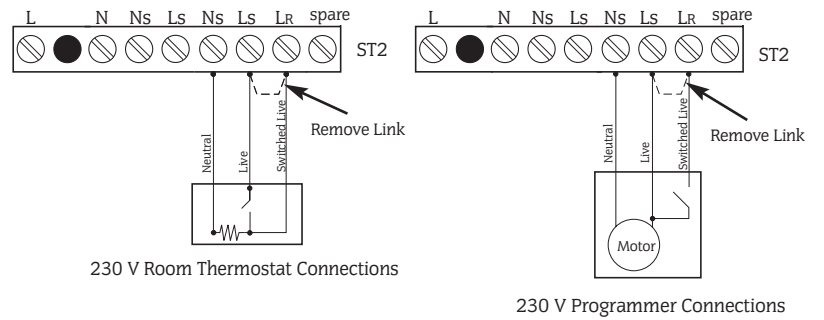 L N Ns Ls Ns Ls LR spare
ST2
Neutral
Live
Switched Live
Remove Link
230 V Room Thermostat Connections
L N Ns Ls Ns Ls LR spare
ST2
Neutral
Live
Switched Live
Remove Link
Motor
230 V Programmer Connections